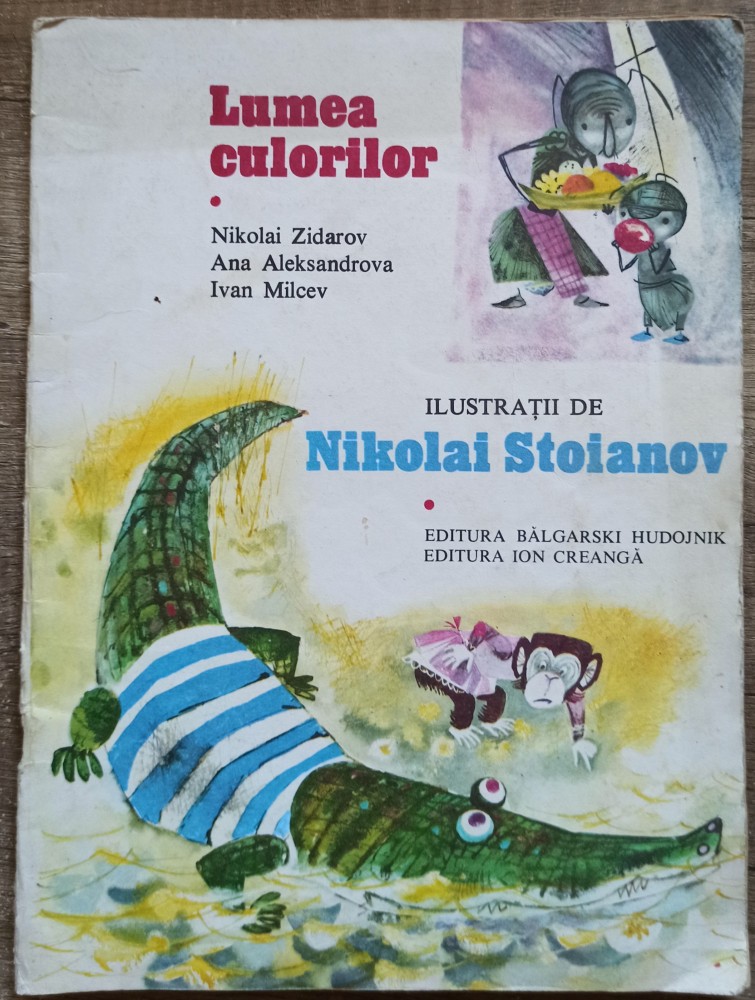 Lumea
culorilor
Nikolai Zidarov
Ana Aleksandrova
Ivan Milcev
ILUSTRAȚII DE
Nikolai Stoianov
EDITURA BĂLGARSKI HUDOJNIK
EDITURA ION CREANGĂ